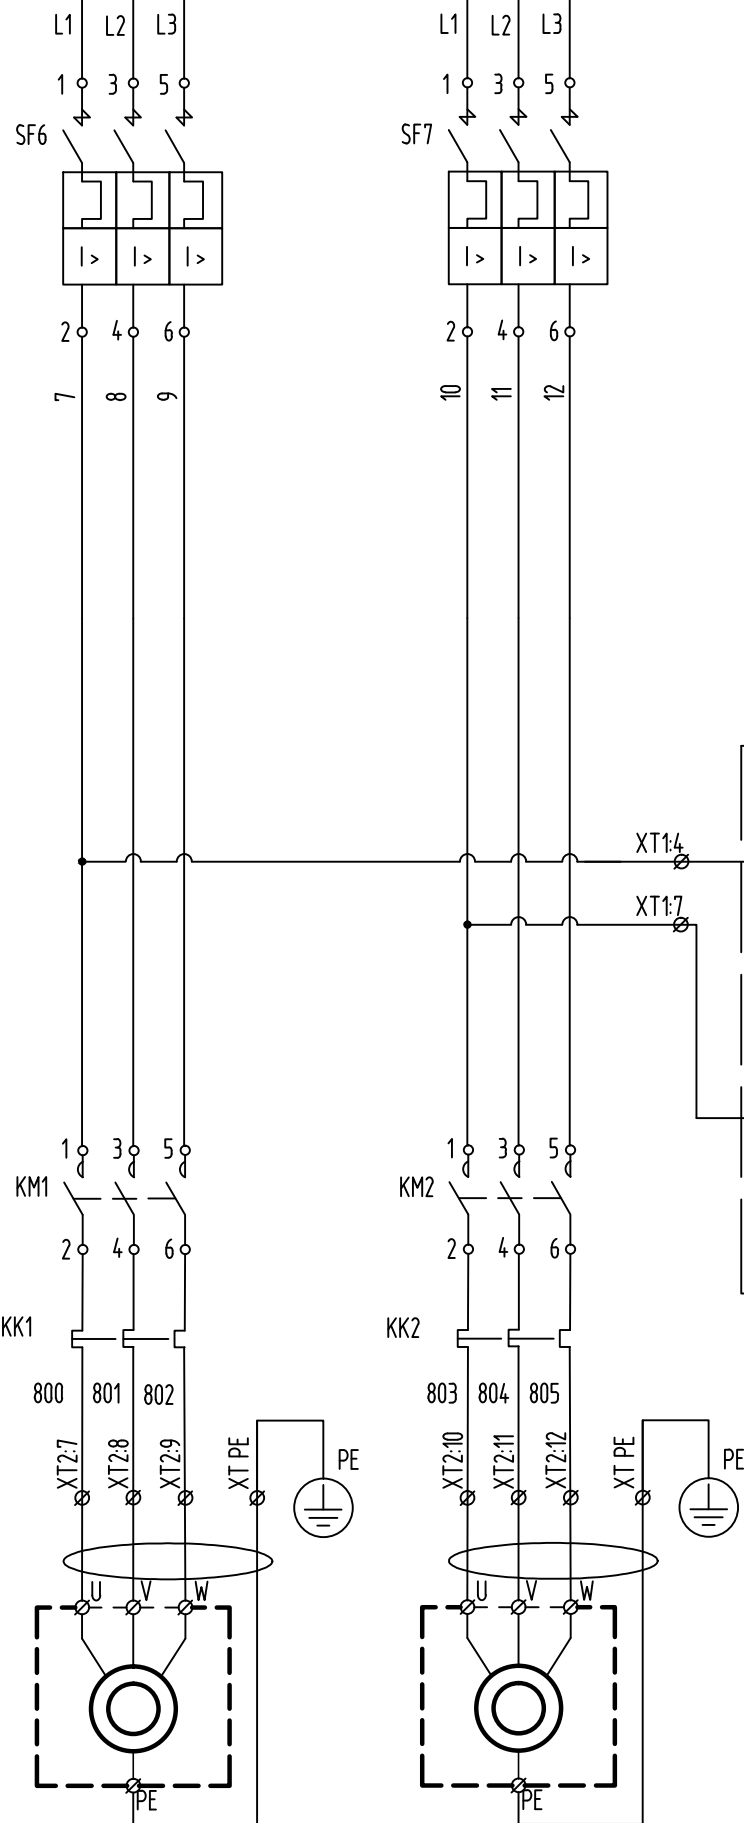 L1 L2 L3 L1 L2 L3
1 3 5 1 3 5
SF6 SF7
I > I > I > I > I > I >
2 4 6 2 4 6
7 8 9 10 11 12
XT1:4
XT1:7
1 3 5 1 3 5
KM1 KM2
2 4 6 2 4 6
KK1 KK2
800 801 802 803 804 805
XT2:7 XT2:8 XT2:9 XT PE PE XT2:10 XT2:11 XT2:12 XT PE PE
U V W U V W
PE PE